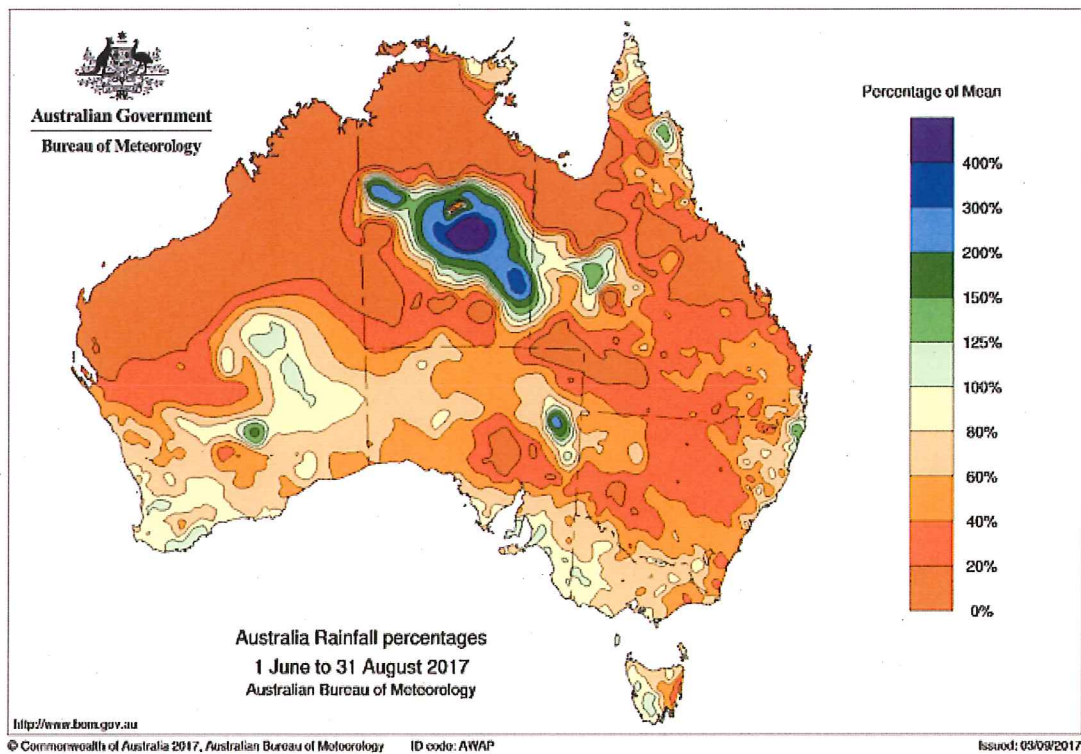 Australian Government
Bureau of Meteorology
Percentage of Mean
400%
300%
200%
150%
125%
100%
80%
60%
40%
20%
0%
Australia Rainfall percentages
1 June to 31 August 2017
Australian Bureau of Meteorology
http://www.bom.gov.au
© Commonwealth of Australia 2017, Australian Bureau of Meteorology
ID code: AWAP
Issued: 03/09/2017